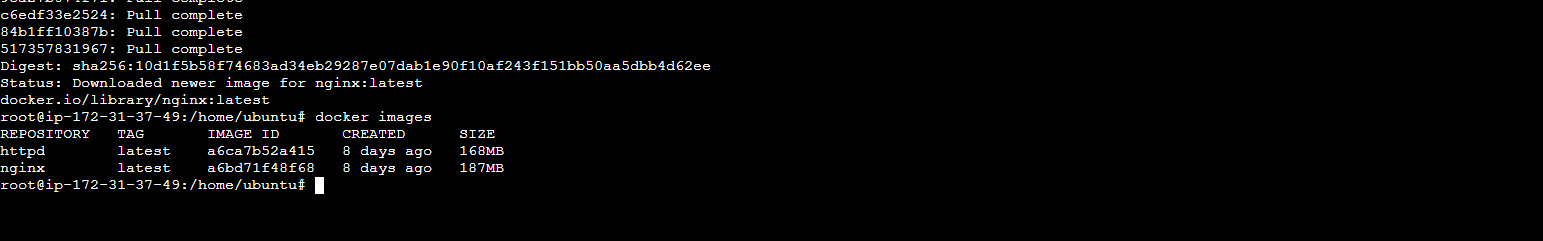 c6edf33e2524: Pull complete
84b1ff10387b: Pull complete
517357831967: Pull complete
Digest: sha256:10d1f5b58f74683ad34eb29287e07dab1e90f10af243f151bb50aa5dbb4d62ee
Status: Downloaded newer image for nginx:latest
docker.io/library/nginx:latest
root@ip-172-31-37-49:/home/ubuntu# docker images
REPOSITORY   TAG       IMAGE ID       CREATED      SIZE
httpd        latest    a6ca7b52a415   8 days ago   168MB
nginx        latest    a6bd71f48f68   8 days ago   187MB
root@ip-172-31-37-49:/home/ubuntu#